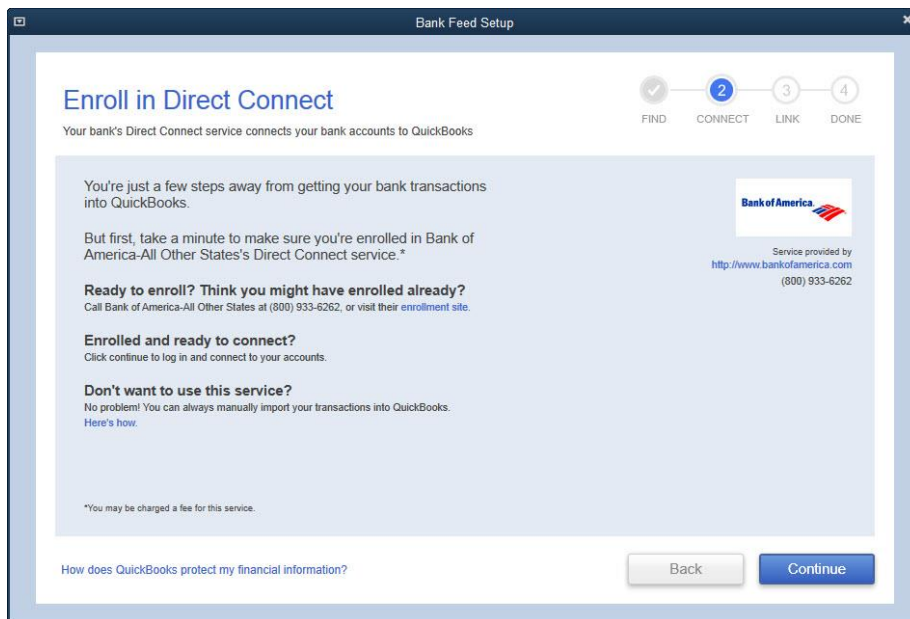 Bank Feed Setup
Enroll in Direct Connect
Your bank's Direct Connect service connects your bank accounts to QuickBooks
2
3
4
FIND
CONNECT
LINK
DONE
You're just a few steps away from getting your bank transactions
into QuickBooks.
But first, take a minute to make sure you're enrolled in Bank of
America-All Other States's Direct Connect service.*
Ready to enroll? Think you might have enrolled already?
Call Bank of America-All Other States at (800) 933-6262, or visit their enrollment site.
Enrolled and ready to connect?
Click continue to log in and connect to your accounts.
Don't want to use this service?
No problem! You can always manually import your transactions into QuickBooks.
Here's how.
*You may be charged a fee for this service.
Bank of America.
Service provided by
http://www.bankofamerica.com
(800) 933-6262
How does QuickBooks protect my financial information?
Back
Continue